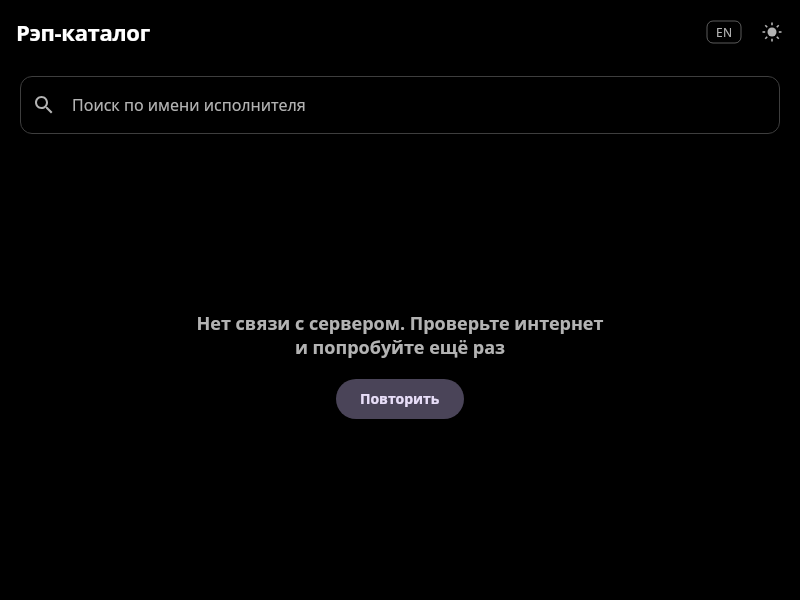 Рэп-каталог
EN
Поиск по имени исполнителя
Нет связи с сервером. Проверьте интернет
и попробуйте ещё раз
Повторить